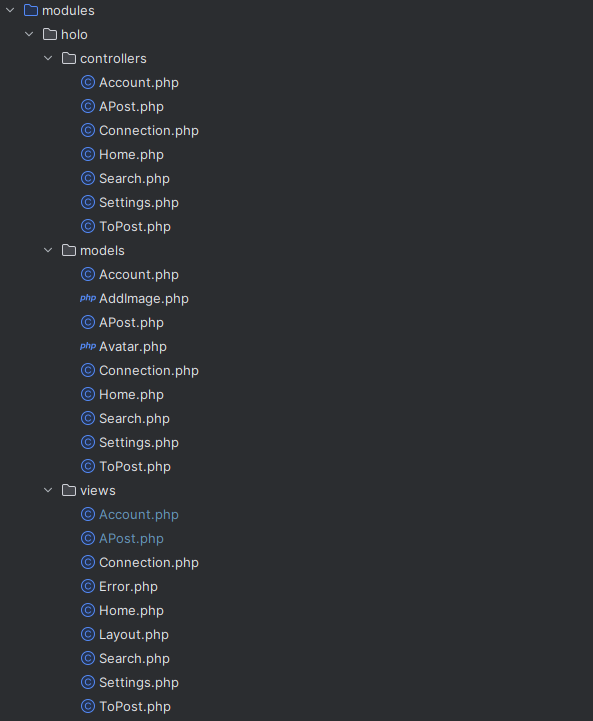 modules
holo
controllers
Account.php
APost.php
Connection.php
Home.php
Search.php
Settings.php
ToPost.php
models
Account.php
php AddImage.php
APost.php
php Avatar.php
Connection.php
Home.php
Search.php
Settings.php
ToPost.php
views
Account.php
APost.php
Connection.php
Error.php
Home.php
Layout.php
Search.php
Settings.php
ToPost.php